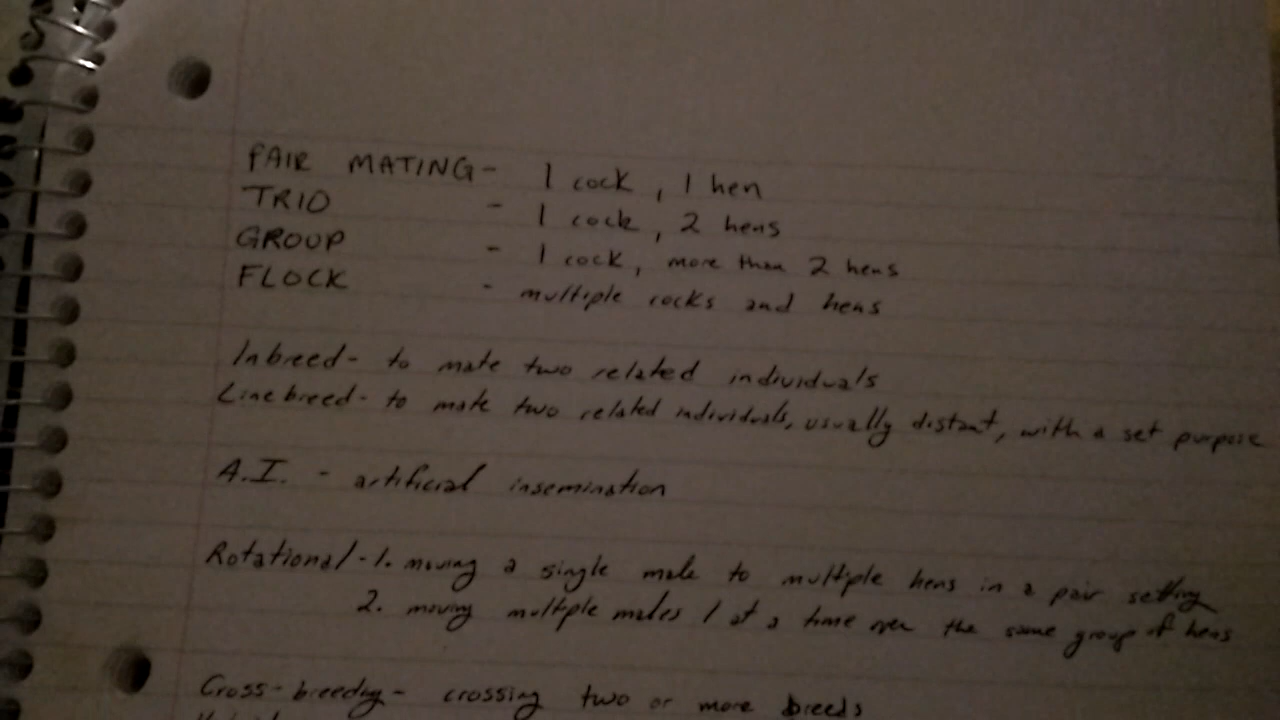 PAIR MATING - 1 cock, 1 hen
TRIO - 1 cock, 2 hens
GROUP - 1 cock, more than 2 hens
FLOCK - multiple cocks and hens
Inbreed - to mate two related individuals
Linebreed - to mate two related individuals, usually distant, with a set purpose
A.I. - artificial insemination
Rotational - 1. moving a single male to multiple hens in a pair setting
2. moving multiple males 1 at a time over the same group of hens
Cross-breeding - crossing two or more breeds